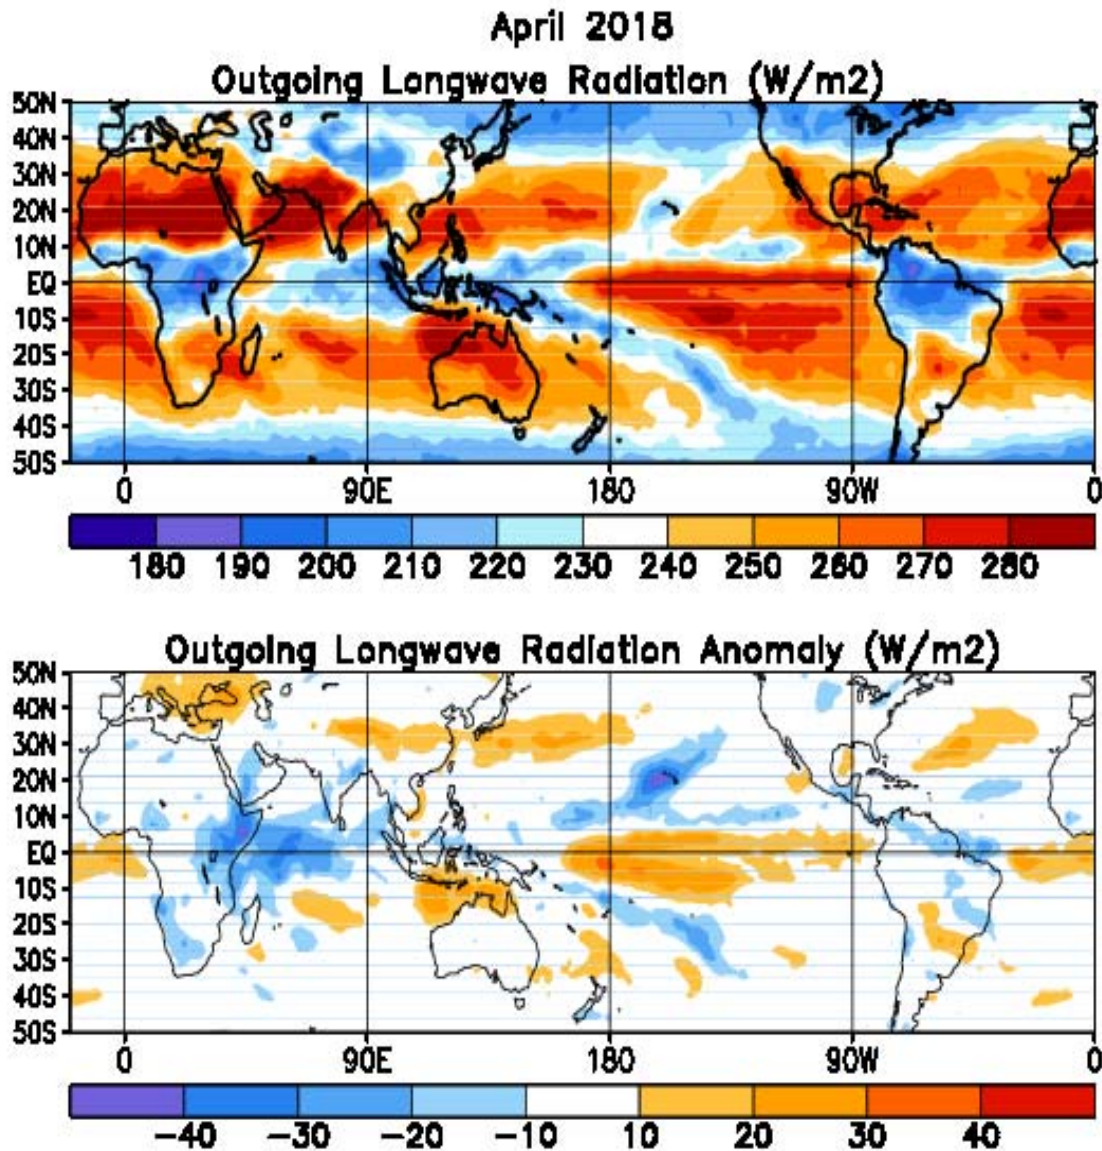 April 2018
Outgoing Longwave Radiation (W/m2)
50N
40N
30N
20N
10N
EQ
10S
20S
30S
40S
50S
0 90E 180 90W 0
180 190 200 210 220 230 240 250 260 270 280
Outgoing Longwave Radiation Anomaly (W/m2)
50N
40N
30N
20N
10N
EQ
10S
20S
30S
40S
50S
0 90E 180 90W 0
−40 −30 −20 −10 10 20 30 40